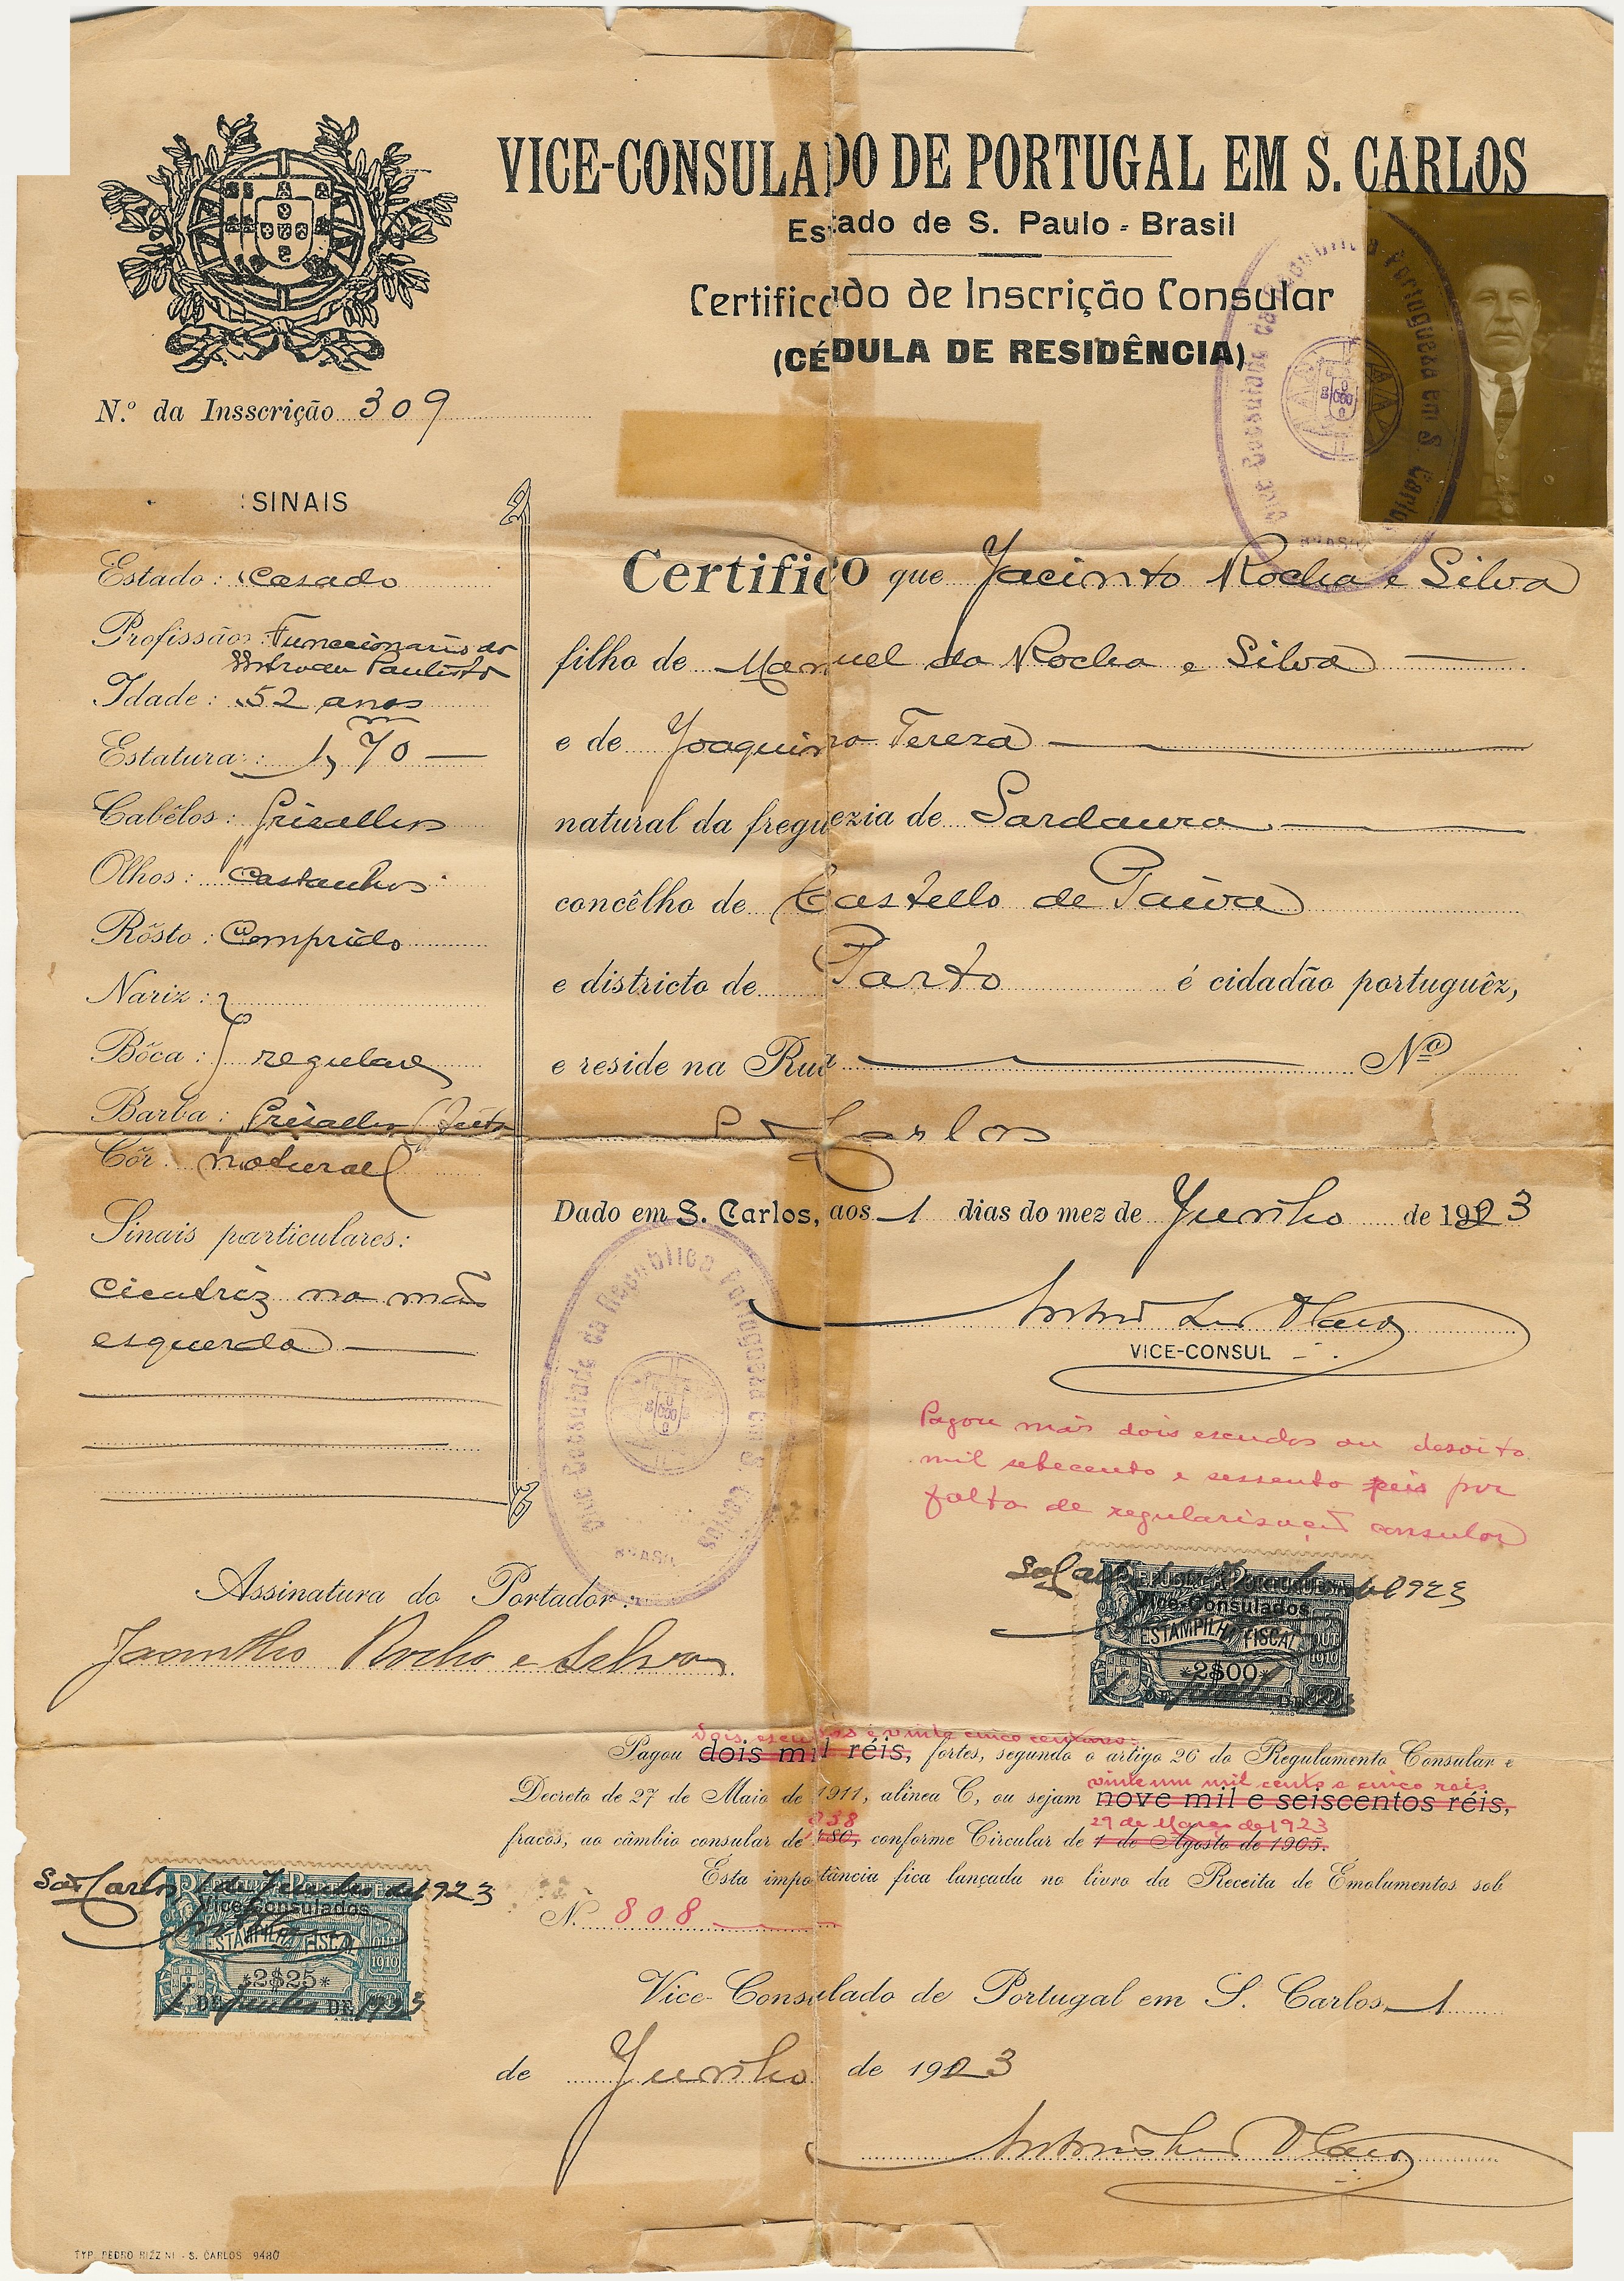 VICE-CONSULADO DE PORTUGAL EM S. CARLOS
Estado de S. Paulo - Brasil
Certificado de Inscrição Consular
(CÉDULA DE RESIDÊNCIA)
Vice Consulado da Republica Portuguesa em S. Carlos
BRASIL
N.º da Insscrição 309
SINAIS
Estado: casado
Profissão: Funccionario da
Paulista
Idade: 52 anos
Estatura: 1,70
Cabêlos: Grisalhos
Olhos: Castanhos
Rôsto: Comprido
Nariz:
Bôca: regulares
Barba: Grisalha
Côr: natural
Sinais particulares:
cicatriz na mão
esquerda
Certifico que Jacinto Rocha e Silva
filho de Manuel da Rocha e Silva
e de Joaquina Tereza
natural da freguezia de Sardoura
concêlho de Castello de Paiva
e districto de Porto é cidadão portuguêz,
e reside na Rua Nº
S. Carlos
Dado em S. Carlos, aos 1 dias do mez de Junho de 1923
VICE-CONSUL
Vice Consulado da Republica Portuguesa em S. Carlos
BRASIL
Pagou mais dois escudos ou desoito
mil setecento e sessenta reis por
falta de regularisação consular
Assinatura do Portador:
Jacintho Rocha e Silva
São Carlos 1 de Junho de 1923
REPUBLICA PORTUGUESA
Vice-Consulados
ESTAMPILHA FISCAL
OUT 1910
*2$00*
DE DE
Dois escudos e vinte cinco centavos
Pagou dois mil réis, fortes, segundo o artigo 26 do Regulamento Consular e
vinte um mil cento e cinco reis
Decreto de 27 de Maio de 1911, alinea C, ou sejam nove mil e seiscentos réis,
938 29 de Março de 1923
fracos, ao câmbio consular de 480, conforme Circular de 1 de Agosto de 1905.
Esta importância fica lançada no livro da Receita de Emolumentos sob
N. 808
São Carlos 1 de Junho de 1923
REPUBLICA PORTUGUESA
Vice-Consulados
ESTAMPILHA FISCAL
OUT 1910
*2$25*
1 DE Junho DE 1923
Vice-Consulado de Portugal em S. Carlos, 1
de Junho de 1923
TYP. PEDRO RIZZINI - S. CARLOS 9480